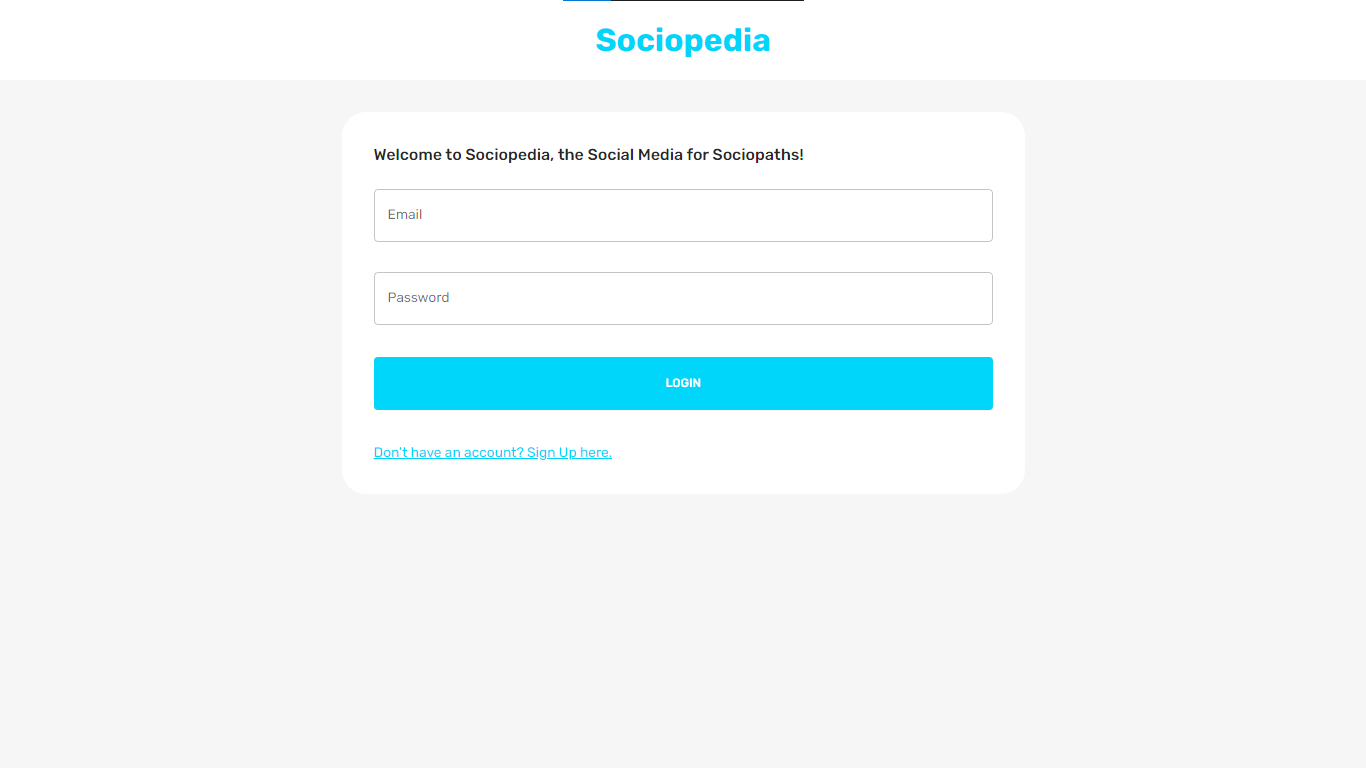 Sociopedia
Welcome to Sociopedia, the Social Media for Sociopaths!
Email
Password
LOGIN
Don't have an account? Sign Up here.